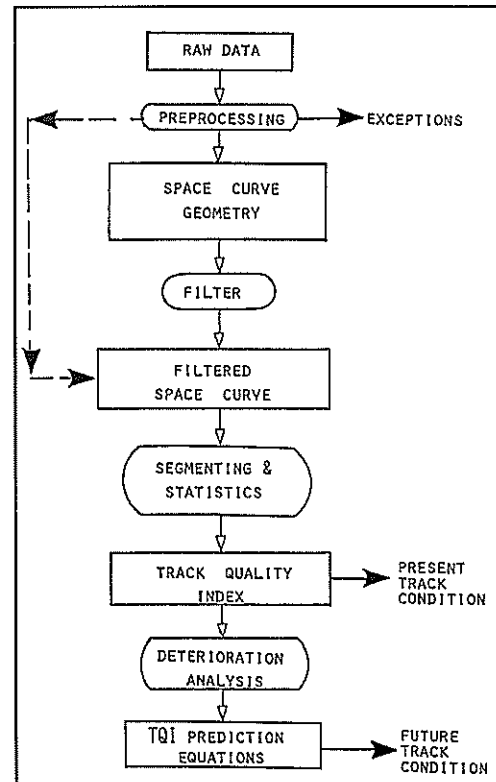 RAW DATA
PREPROCESSING
EXCEPTIONS
SPACE CURVE
GEOMETRY
FILTER
FILTERED
SPACE CURVE
SEGMENTING &
STATISTICS
TRACK QUALITY
INDEX
PRESENT
TRACK
CONDITION
DETERIORATION
ANALYSIS
TQI PREDICTION
EQUATIONS
FUTURE
TRACK
CONDITION